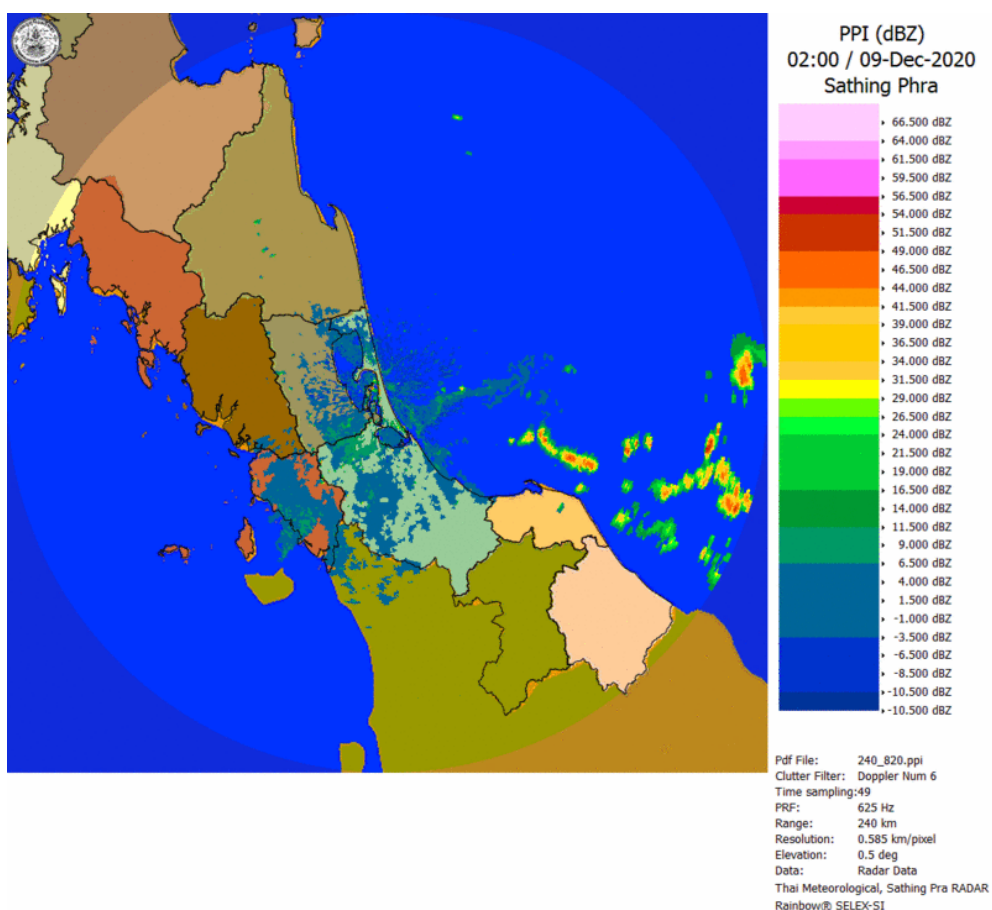 PPI (dBZ)
02:00 / 09-Dec-2020
Sathing Phra
66.500 dBZ
64.000 dBZ
61.500 dBZ
59.500 dBZ
56.500 dBZ
54.000 dBZ
51.500 dBZ
49.000 dBZ
46.500 dBZ
44.000 dBZ
41.500 dBZ
39.000 dBZ
36.500 dBZ
34.000 dBZ
31.500 dBZ
29.000 dBZ
26.500 dBZ
24.000 dBZ
21.500 dBZ
19.000 dBZ
16.500 dBZ
14.000 dBZ
11.500 dBZ
9.000 dBZ
6.500 dBZ
4.000 dBZ
1.500 dBZ
-1.000 dBZ
-3.500 dBZ
-6.500 dBZ
-8.500 dBZ
-10.500 dBZ
-10.500 dBZ
Pdf File: 240_820.ppi
Clutter Filter: Doppler Num 6
Time sampling:49
PRF: 625 Hz
Range: 240 km
Resolution: 0.585 km/pixel
Elevation: 0.5 deg
Data: Radar Data
Thai Meteorological, Sathing Pra RADAR
Rainbow® SELEX-SI